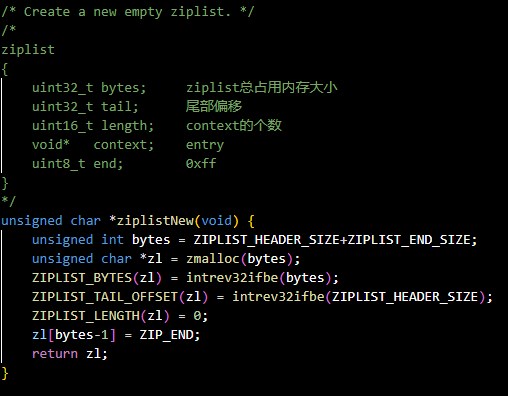 /* Create a new empty ziplist. */
/*
ziplist
{
    uint32_t bytes;     ziplist总占用内存大小
    uint32_t tail;      尾部偏移
    uint16_t length;    context的个数
    void*   context;    entry
    uint8_t end;        0xff
}
*/
unsigned char *ziplistNew(void) {
    unsigned int bytes = ZIPLIST_HEADER_SIZE+ZIPLIST_END_SIZE;
    unsigned char *zl = zmalloc(bytes);
    ZIPLIST_BYTES(zl) = intrev32ifbe(bytes);
    ZIPLIST_TAIL_OFFSET(zl) = intrev32ifbe(ZIPLIST_HEADER_SIZE);
    ZIPLIST_LENGTH(zl) = 0;
    zl[bytes-1] = ZIP_END;
    return zl;
}